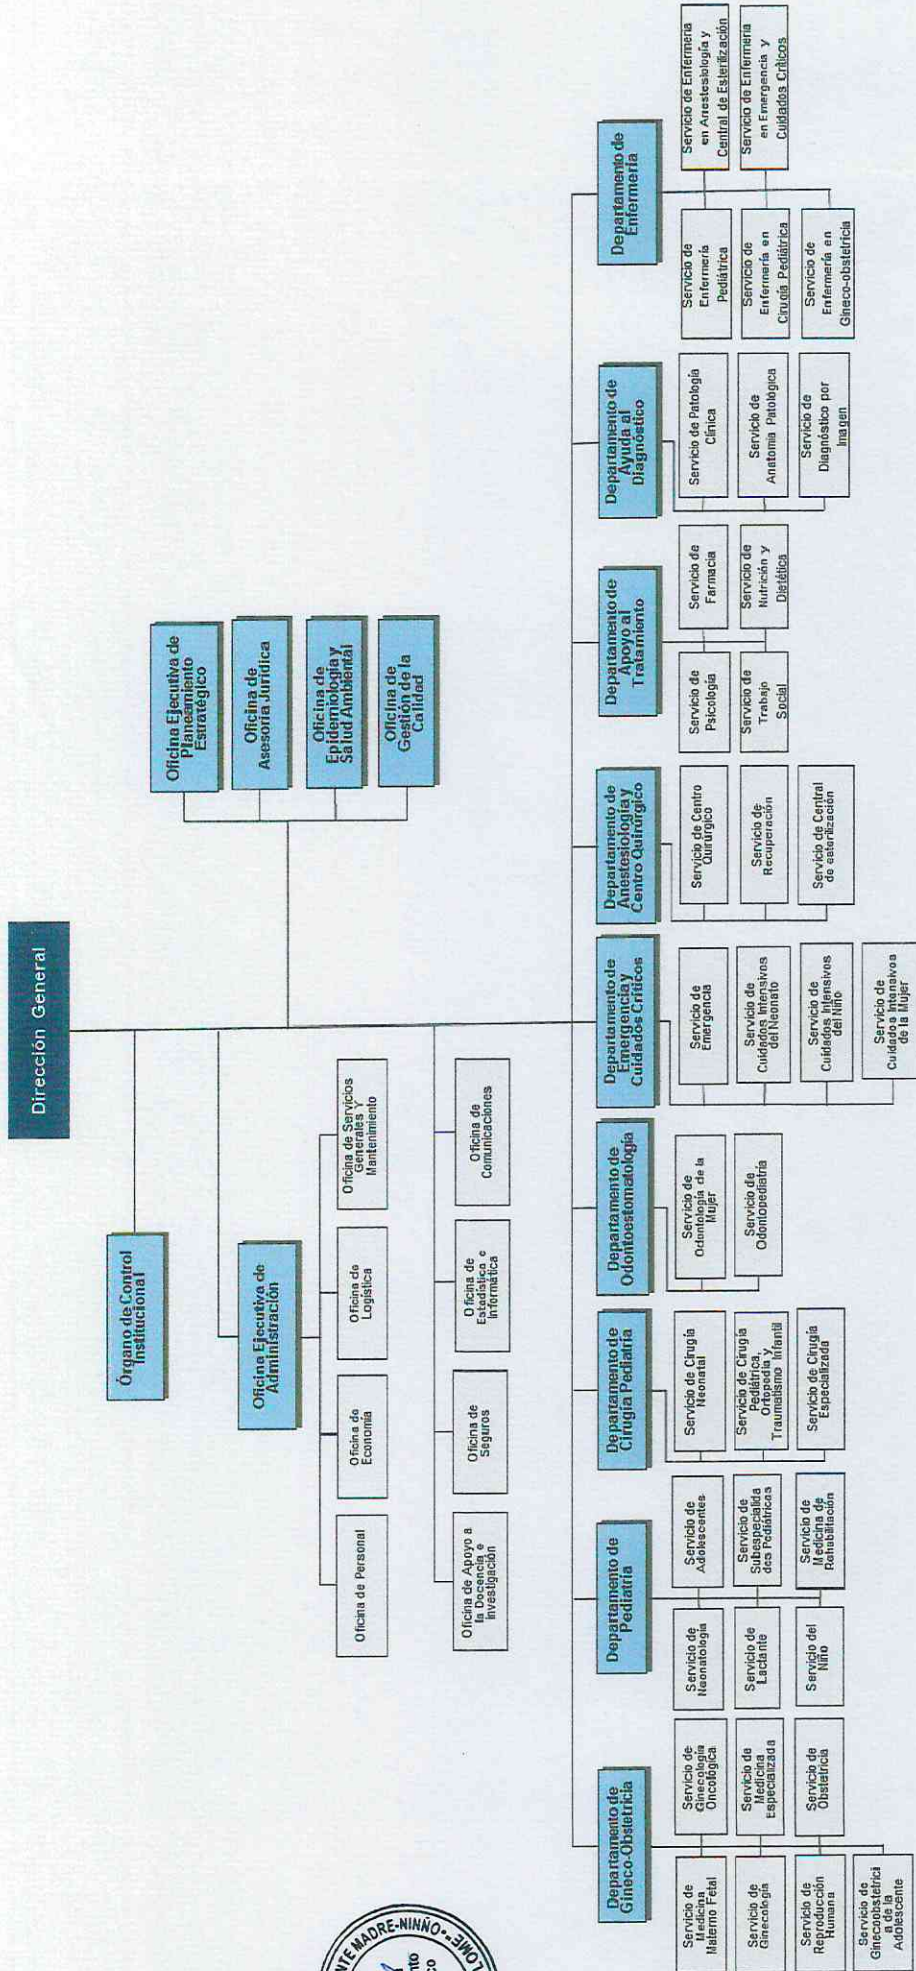 Dirección General
Órgano de Control
Institucional
Oficina Ejecutiva de
Planeamiento
Estratégico
Oficina de
Asesoría Jurídica
Oficina de
Epidemiología y
Salud Ambiental
Oficina de
Gestión de la
Calidad
Oficina Ejecutiva de
Administración
Oficina de Personal
Oficina de
Economía
Oficina de
Logística
Oficina de Servicios
Generales Y
Mantenimiento
Oficina de Apoyo a
la Docencia e
Investigación
Oficina de
Seguros
Oficina de
Estadística e
Informática
Oficina de
Comunicaciones
Departamento de
Gineco-Obstetricia
Servicio de
Medicina
Materno Fetal
Servicio de
Ginecología
Oncológica
Servicio de
Ginecología
Servicio de
Medicina
Especializada
Servicio de
Reproducción
Humana
Servicio de
Obstetricia
Servicio de
Ginecoobstetrici
a de la
Adolescente
Departamento de
Pediatría
Servicio de
Neonatología
Servicio de
Adolescentes
Servicio de
Lactante
Servicio de
Subespecialida
des Pediátricas
Servicio del
Niño
Servicio de
Medicina de
Rehabilitación
Departamento de
Cirugía Pediatría
Servicio de Cirugía
Neonatal
Servicio de Cirugía
Pediátrica,
Ortopedia y
Traumatismo Infantil
Servicio de Cirugía
Especializada
Departamento de
Odontoestomatología
Servicio de
Odontología de la
Mujer
Servicio de
Odontopediatría
Departamento de
Emergencia y
Cuidados Críticos
Servicio de
Emergencia
Servicio de
Cuidados Intensivos
del Neonato
Servicio de
Cuidados Intensivos
del Niño
Servicio de
Cuidados Intensivos
de la Mujer
Departamento de
Anestesiología y
Centro Quirúrgico
Servicio de Centro
Quirúrgico
Servicio de
Recuperación
Servicio de Central
de esterilización
Departamento de
Apoyo al
Tratamiento
Servicio de
Psicología
Servicio de
Farmacia
Servicio de
Trabajo
Social
Servicio de
Nutrición y
Dietética
Departamento de
Ayuda al
Diagnóstico
Servicio de Patología
Clínica
Servicio de
Anatomía Patológica
Servicio de
Diagnóstico por
Imagen
Departamento de
Enfermería
Servicio de
Enfermería
Pediátrica
Servicio de Enfermería
en Anestesiología y
Central de Esterilización
Servicio de
Enfermería en
Cirugía Pediátrica
Servicio de Enfermería
en Emergencia y
Cuidados Críticos
Servicio de
Enfermería en
Gineco-obstetricia
MADRE-NINÑO